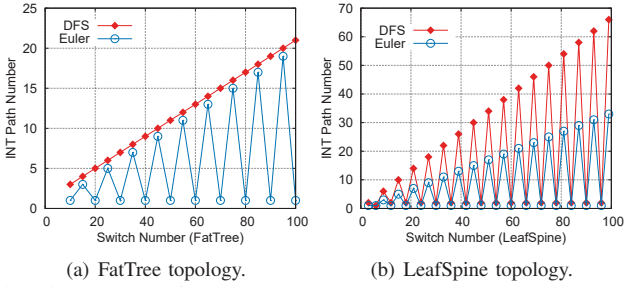 DFS
Euler
INT Path Number
25
20
15
10
5
0
0 20 40 60 80 100
Switch Number (FatTree)
(a) FatTree topology.
DFS
Euler
INT Path Number
70
60
50
40
30
20
10
0
0 20 40 60 80 100
Switch Number (LeafSpine)
(b) LeafSpine topology.